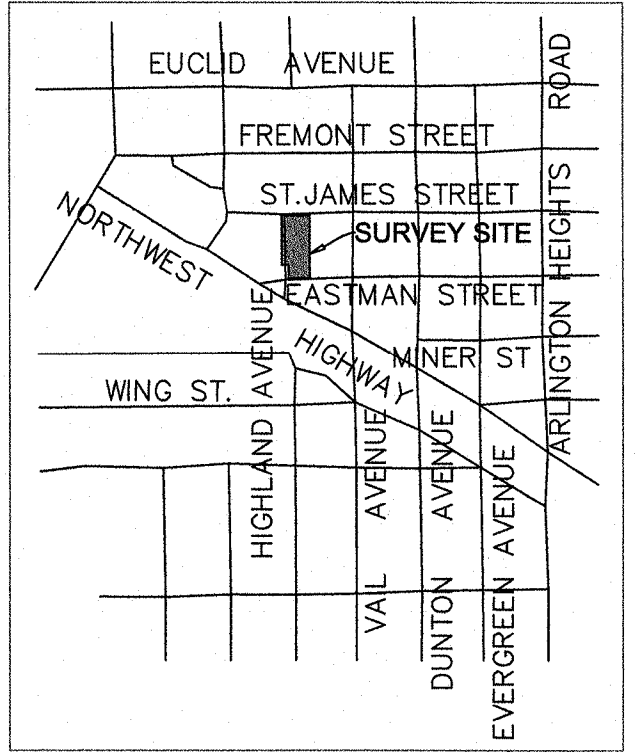 EUCLID AVENUE
FREMONT STREET
ST.JAMES STREET
SURVEY SITE
NORTHWEST
HIGHWAY
EASTMAN STREET
MINER ST
WING ST.
HIGHLAND AVENUE
VAIL AVENUE
DUNTON AVENUE
EVERGREEN AVENUE
ARLINGTON HEIGHTS ROAD